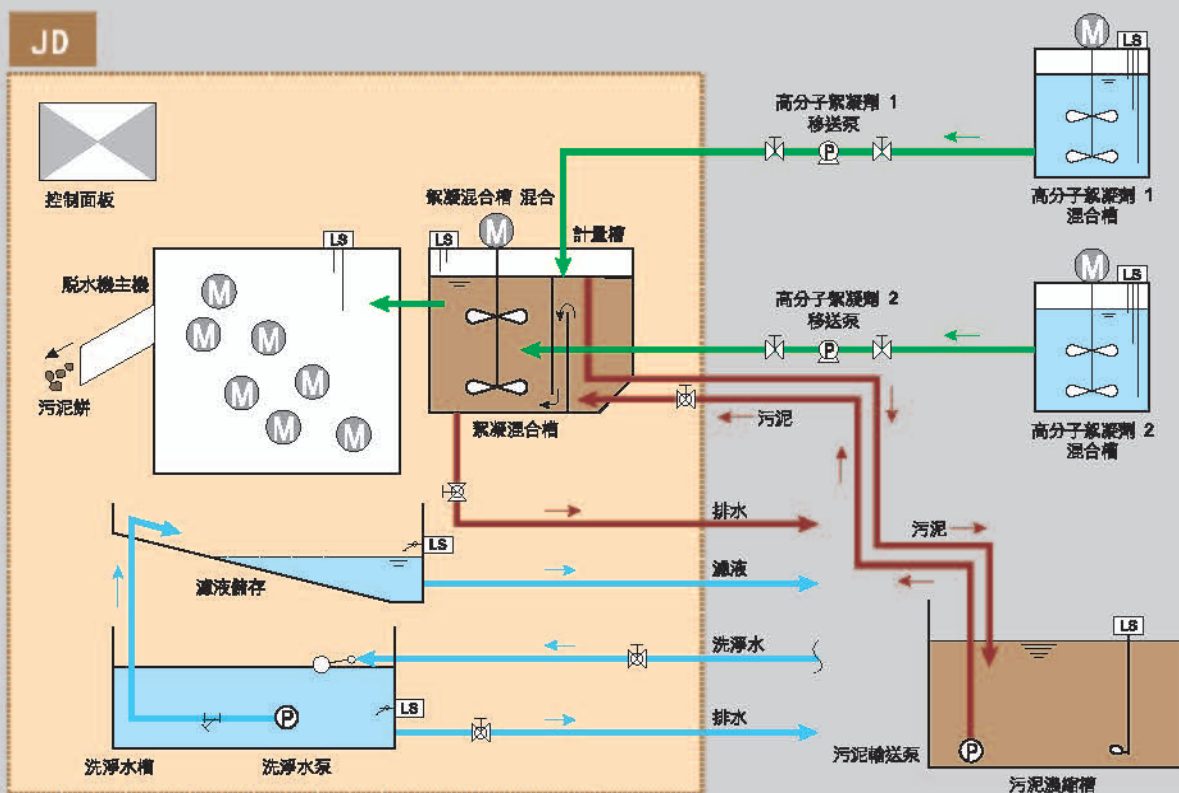 JD
控制面板
高分子絮凝劑 1
移送泵
M
LS
高分子絮凝劑 1
混合槽
P
絮凝混合槽 混合
M
LS
計量槽
LS
脱水機主機
M
M
M
M
M
M
M
污泥餅
高分子絮凝劑 2
移送泵
P
M
LS
高分子絮凝劑 2
混合槽
絮凝混合槽
污泥
排水
污泥
LS
濾液儲存
濾液
洗淨水
LS
P
LS
排水
洗淨水槽
洗淨水泵
污泥輸送泵
P
污泥濃縮槽